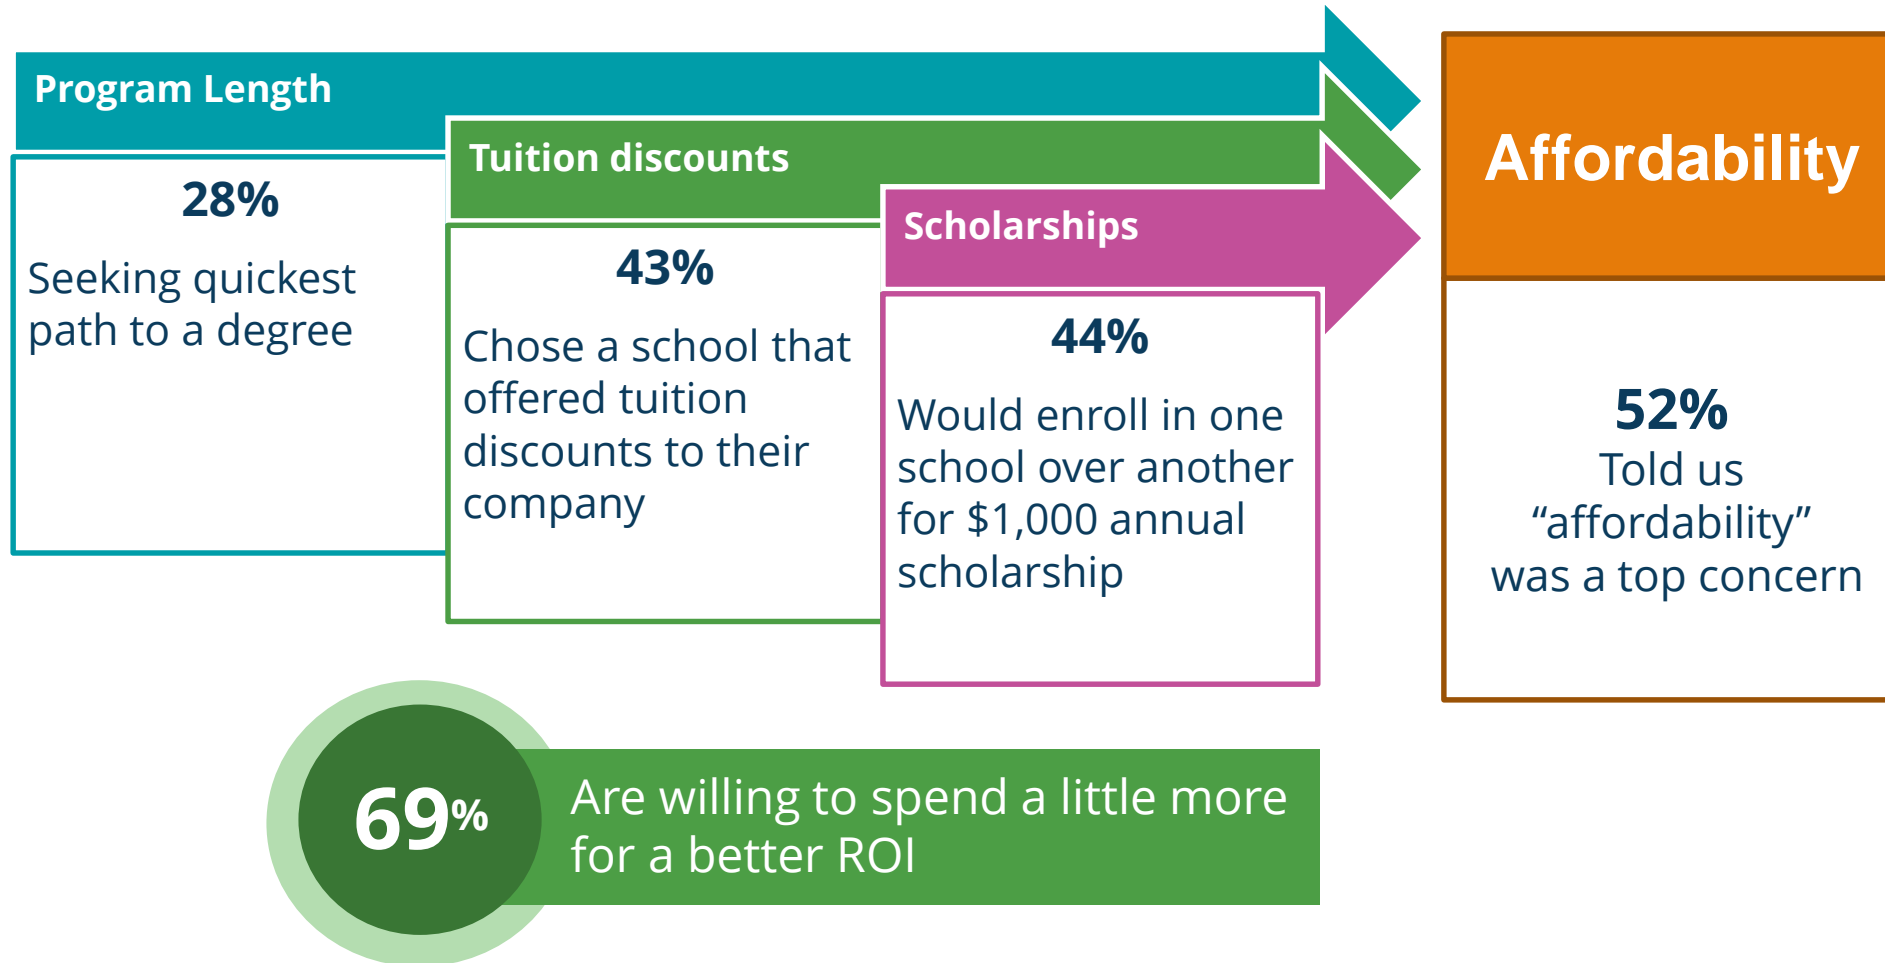 Program Length
28%
Seeking quickest
path to a degree
Tuition discounts
43%
Chose a school that
offered tuition
discounts to their
company
Scholarships
44%
Would enroll in one
school over another
for $1,000 annual
scholarship
Affordability
52%
Told us
“affordability”
was a top concern
69%
Are willing to spend a little more
for a better ROI